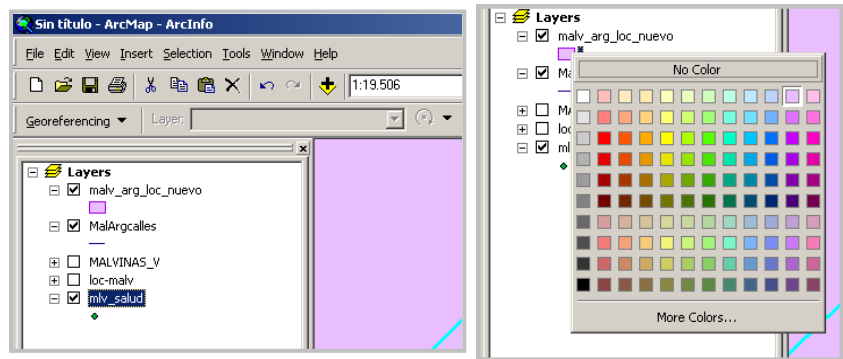 Sin título - ArcMap - ArcInfo
File Edit View Insert Selection Tools Window Help
1:19.506
Georeferencing Layer:
Layers
malv_arg_loc_nuevo
MalArgcalles
MALVINAS_V
loc-malv
mlv_salud
Layers
malv_arg_loc_nuevo
No Color
More Colors...